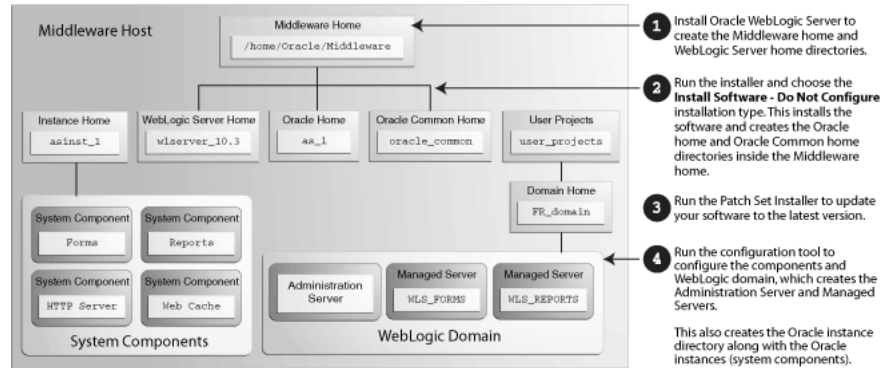 Middleware Host
Middleware Home
/home/Oracle/Middleware
Instance Home
asinst_1
WebLogic Server Home
wlserver_10.3
Oracle Home
as_1
Oracle Common Home
oracle_common
User Projects
user_projects
Domain Home
FR_domain
System Component
Forms
System Component
Reports
System Component
HTTP Server
System Component
Web Cache
System Components
Administration
Server
Managed Server
WLS_FORMS
Managed Server
WLS_REPORTS
WebLogic Domain
1
Install Oracle WebLogic Server to
create the Middleware home and
WebLogic Server home directories.
2
Run the installer and choose the
Install Software - Do Not Configure
installation type. This installs the
software and creates the Oracle
home and Oracle Common home
directories inside the Middleware
home.
3
Run the Patch Set Installer to update
your software to the latest version.
4
Run the configuration tool to
configure the components and
WebLogic domain, which creates the
Administration Server and Managed
Servers.
This also creates the Oracle instance
directory along with the Oracle
instances (system components).